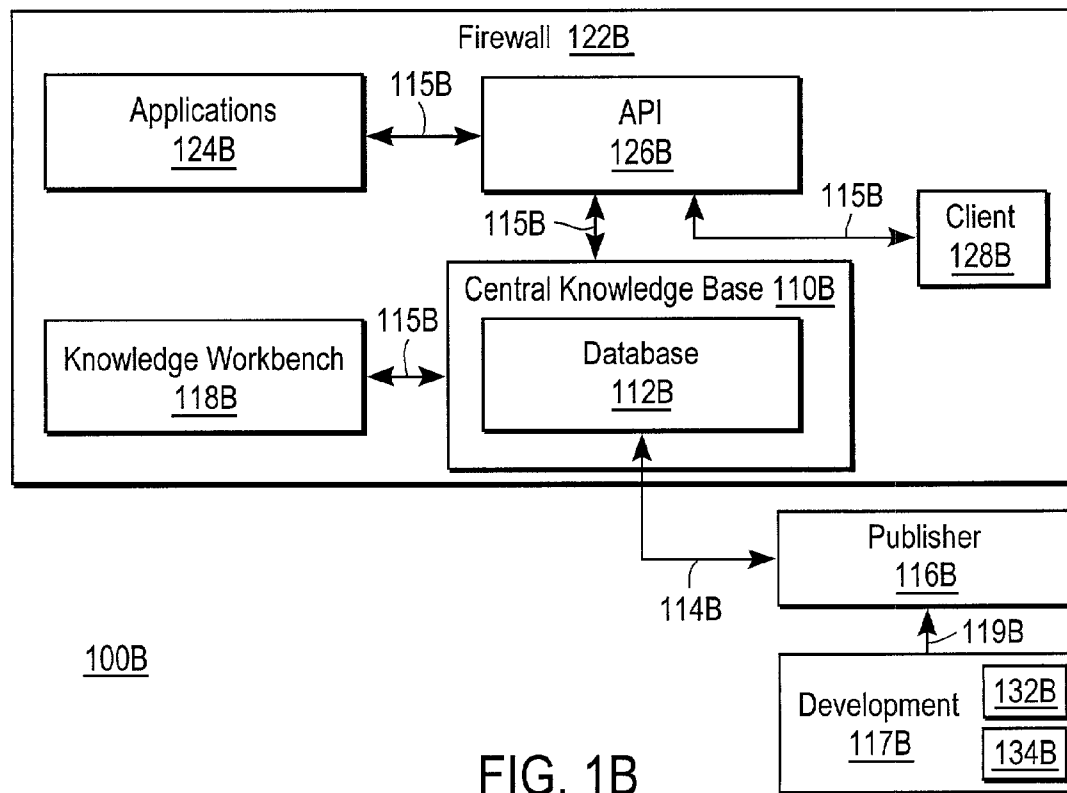 Firewall 122B
Applications
124B
115B
API
126B
115B
115B
Client
128B
Central Knowledge Base 110B
Knowledge Workbench
118B
115B
Database
112B
114B
Publisher
116B
119B
100B
Development
117B
132B
134B
FIG. 1B